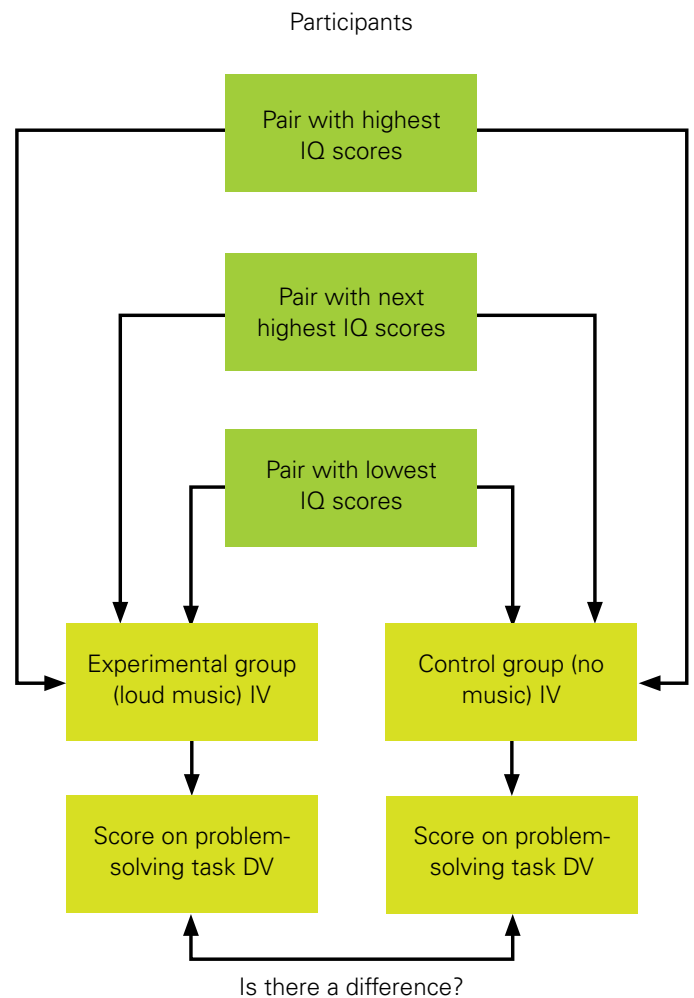 Participants
Pair with highest
IQ scores
Pair with next
highest IQ scores
Pair with lowest
IQ scores
Experimental group
(loud music) IV
Control group (no
music) IV
Score on problem-
solving task DV
Score on problem-
solving task DV
Is there a difference?